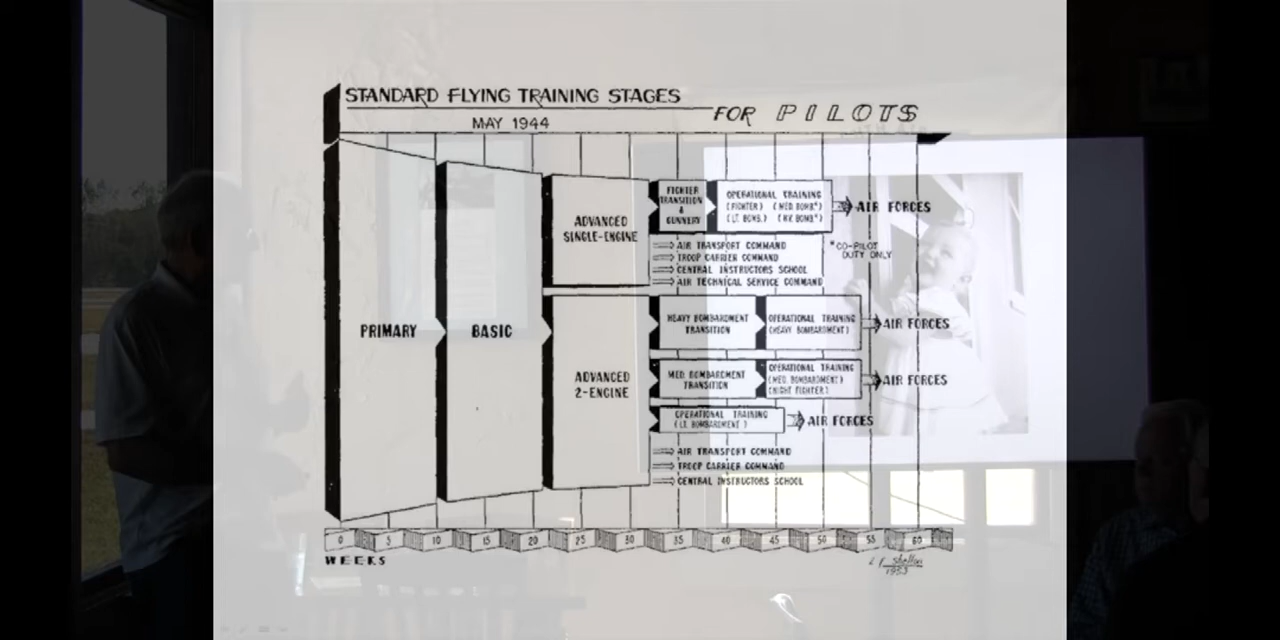 STANDARD FLYING TRAINING STAGES
FOR PILOTS
MAY 1944
PRIMARY
BASIC
ADVANCED
SINGLE-ENGINE
FIGHTER
TRANSITION
&
GUNNERY
OPERATIONAL TRAINING
(FIGHTER) (MED. BOMB*)
(LT. BOMB.) (HV. BOMB*)
AIR FORCES
AIR TRANSPORT COMMAND
TROOP CARRIER COMMAND
CENTRAL INSTRUCTORS SCHOOL
AIR TECHNICAL SERVICE COMMAND
*CO-PILOT
DUTY ONLY
ADVANCED
2-ENGINE
HEAVY BOMBARDMENT
TRANSITION
OPERATIONAL TRAINING
(HEAVY BOMBARDMENT)
AIR FORCES
MED. BOMBARDMENT
TRANSITION
OPERATIONAL TRAINING
(MED. BOMBARDMENT)
(NIGHT FIGHTER)
AIR FORCES
OPERATIONAL TRAINING
(LT. BOMBARDMENT)
AIR FORCES
AIR TRANSPORT COMMAND
TROOP CARRIER COMMAND
CENTRAL INSTRUCTORS SCHOOL
0 5 10 15 20 25 30 35 40 45 50 55 60
WEEKS
Shelton
1953